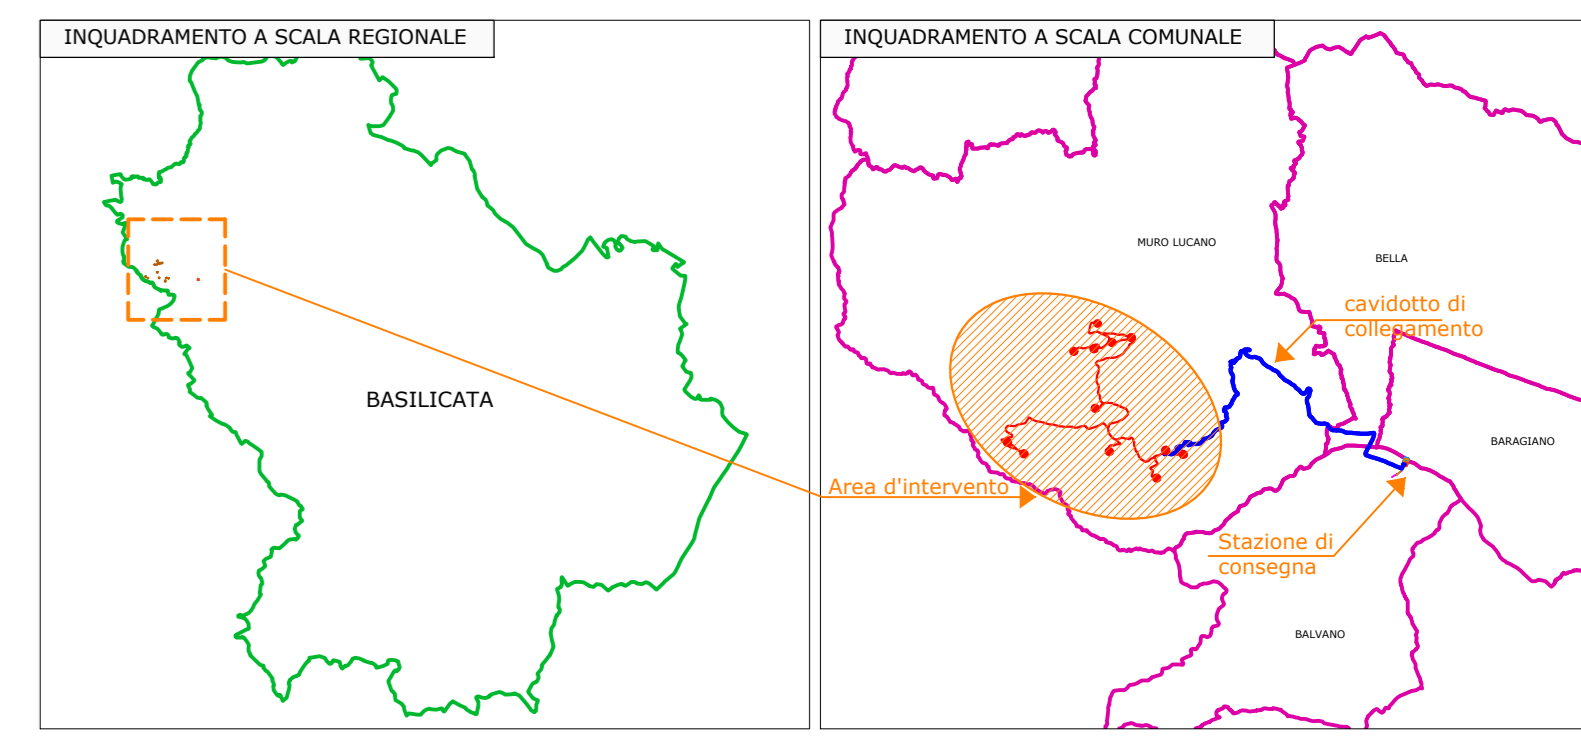 INQUADRAMENTO A SCALA REGIONALE
BASILICATA
INQUADRAMENTO A SCALA COMUNALE
MURO LUCANO
BELLA
cavidotto di
collegamento
BARAGIANO
Area d'intervento
Stazione di
consegna
BALVANO